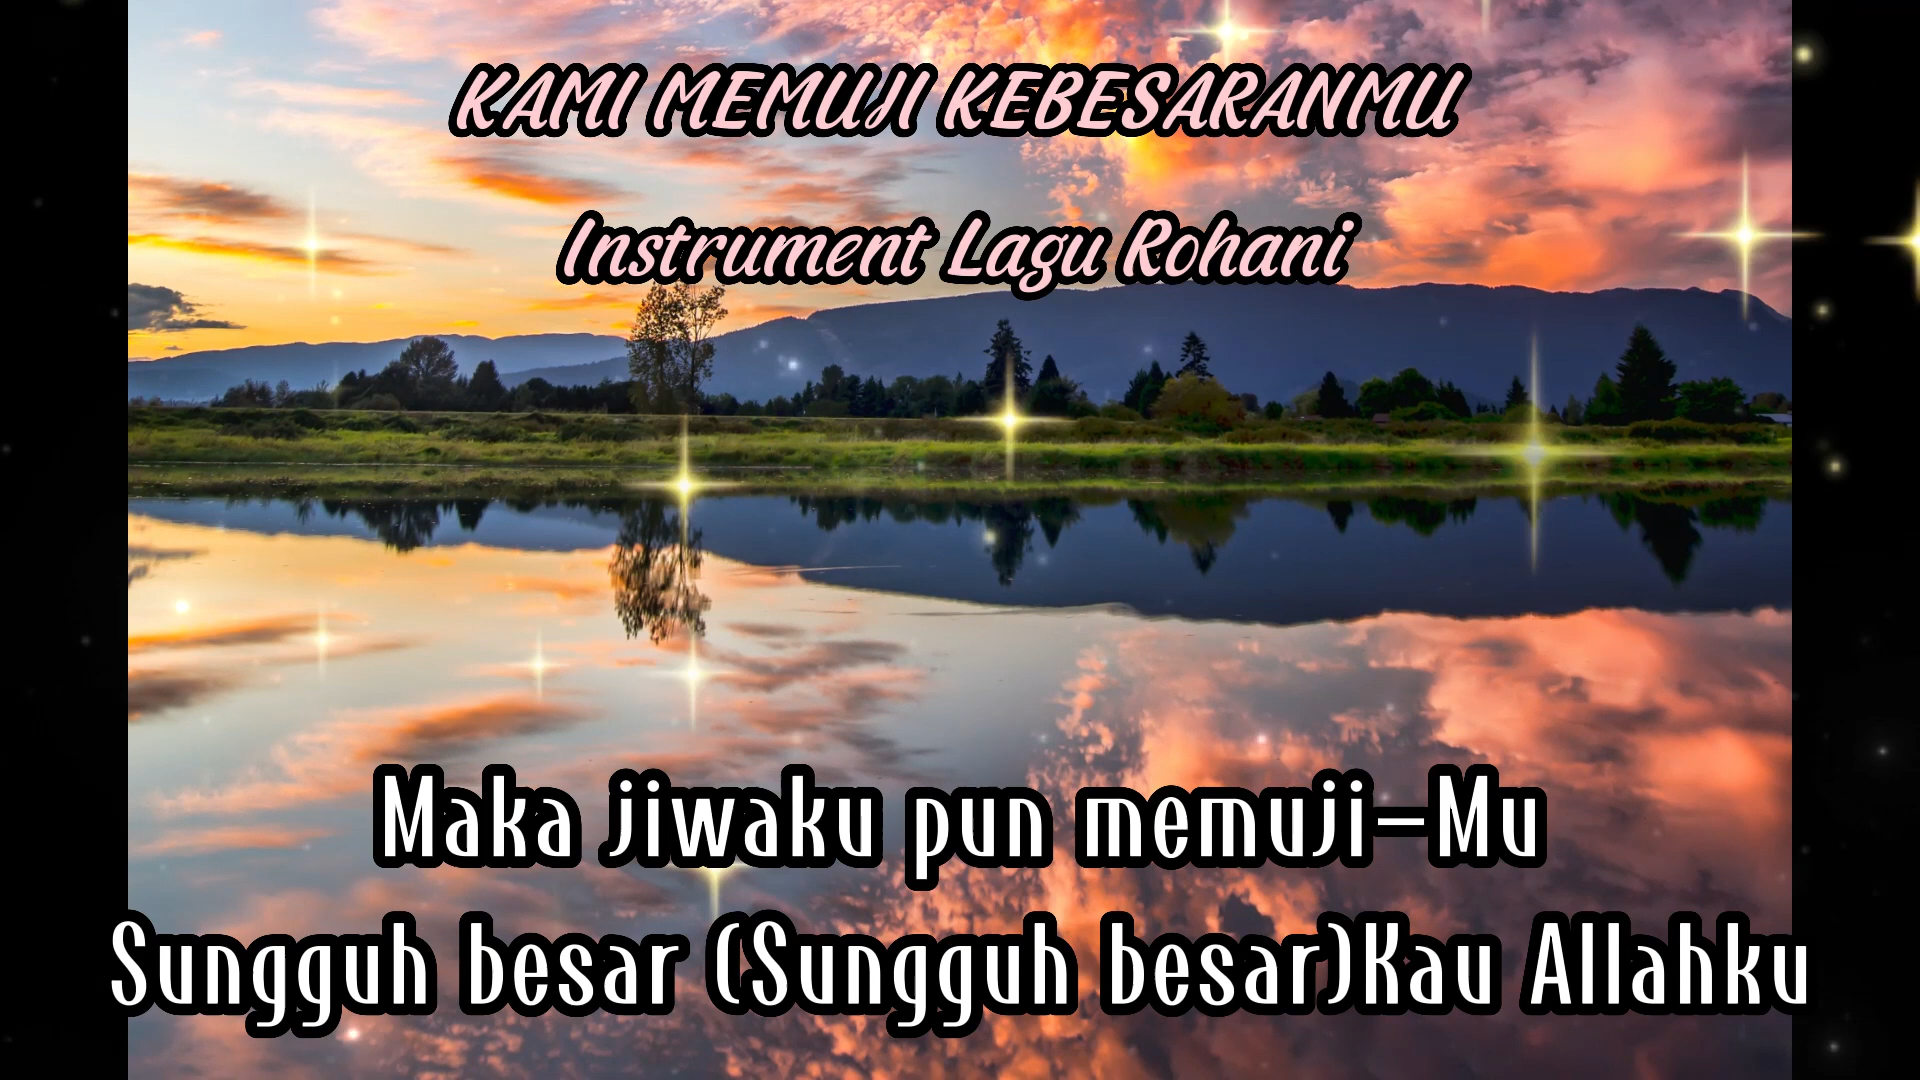 KAMI MEMUJI KEBESARANMU
Instrument Lagu Rohani
Maka jiwaku pun memuji-Mu
Sungguh besar (Sungguh besar)Kau Allahku